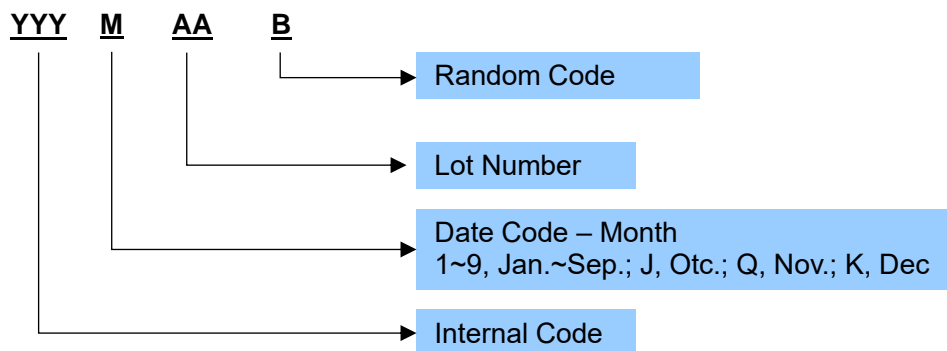 YYY M AA B
Random Code
Lot Number
Date Code – Month
1~9, Jan.~Sep.; J, Otc.; Q, Nov.; K, Dec
Internal Code